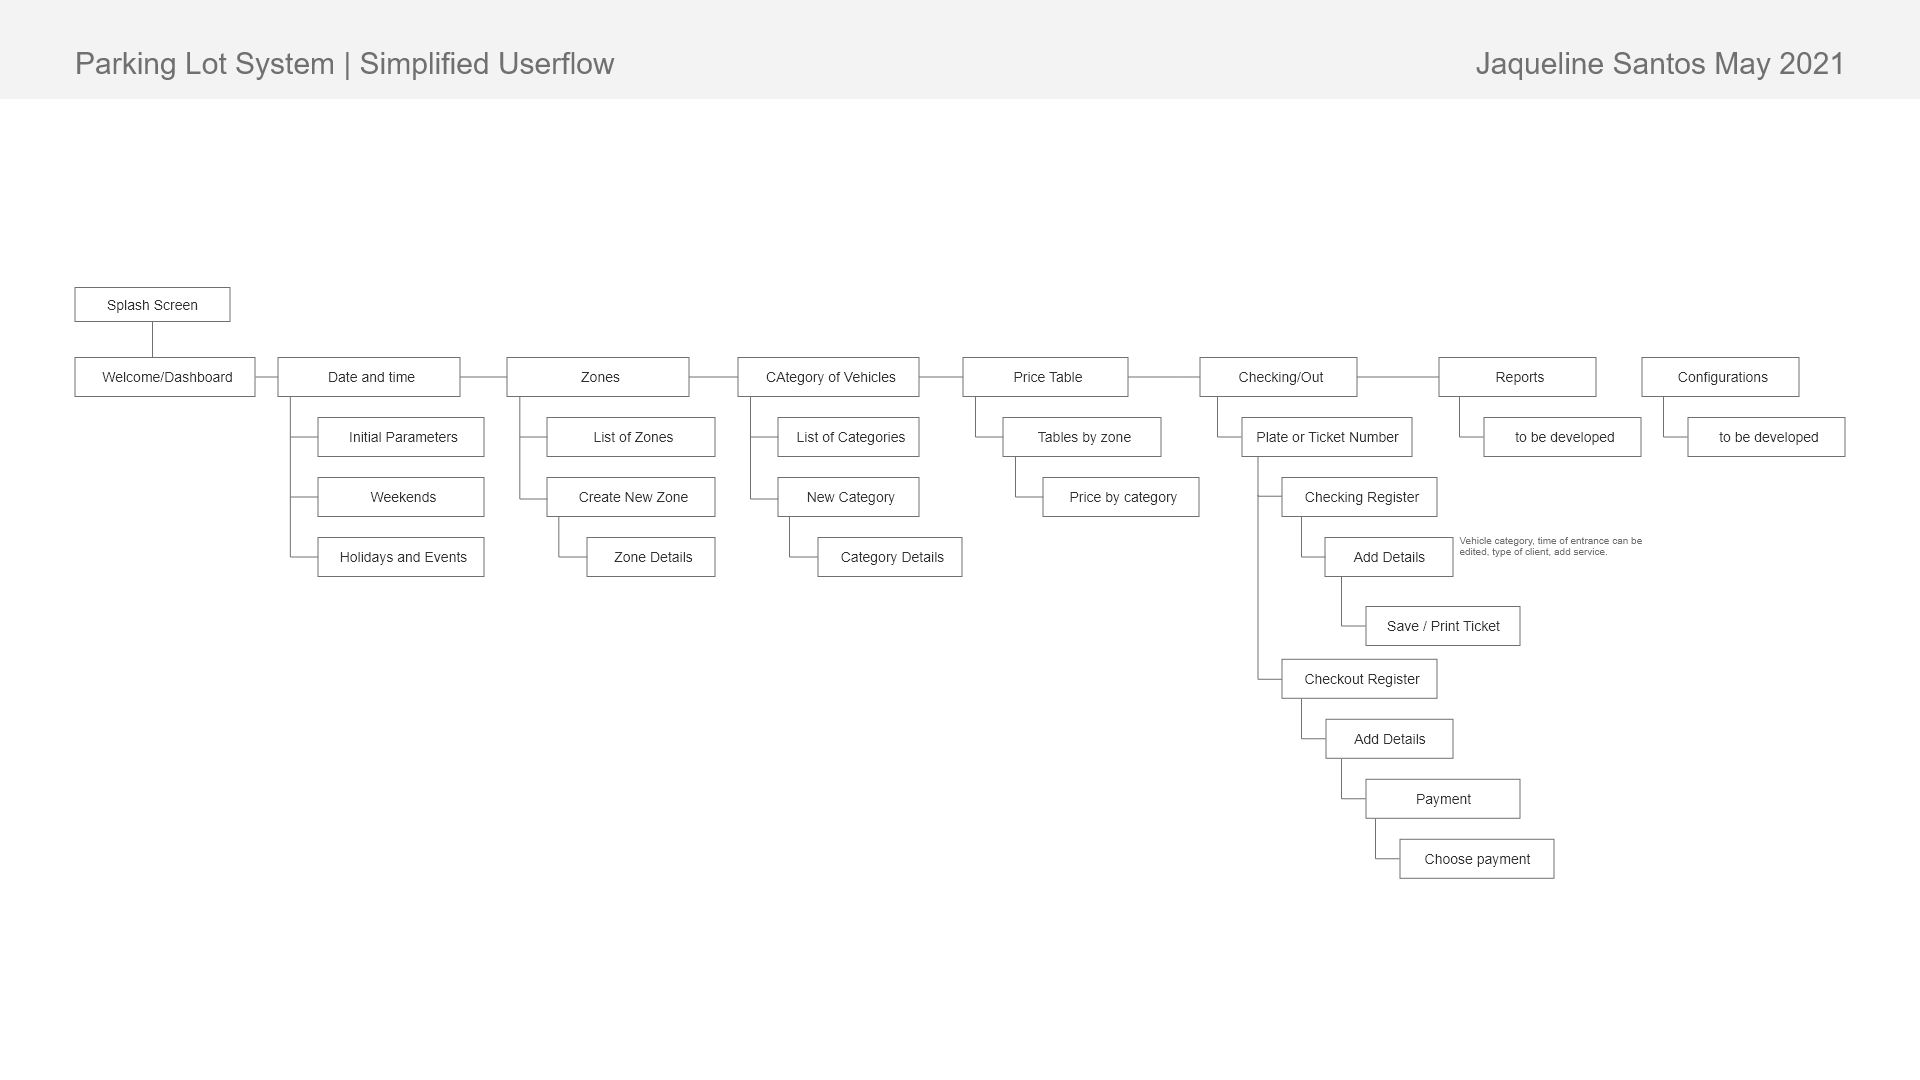 Parking Lot System | Simplified Userflow
Jaqueline Santos May 2021
Splash Screen
Welcome/Dashboard
Date and time
Initial Parameters
Weekends
Holidays and Events
Zones
List of Zones
Create New Zone
Zone Details
CAtegory of Vehicles
List of Categories
New Category
Category Details
Price Table
Tables by zone
Price by category
Checking/Out
Plate or Ticket Number
Checking Register
Add Details
Vehicle category, time of entrance can be
edited, type of client, add service.
Save / Print Ticket
Checkout Register
Add Details
Payment
Choose payment
Reports
to be developed
Configurations
to be developed